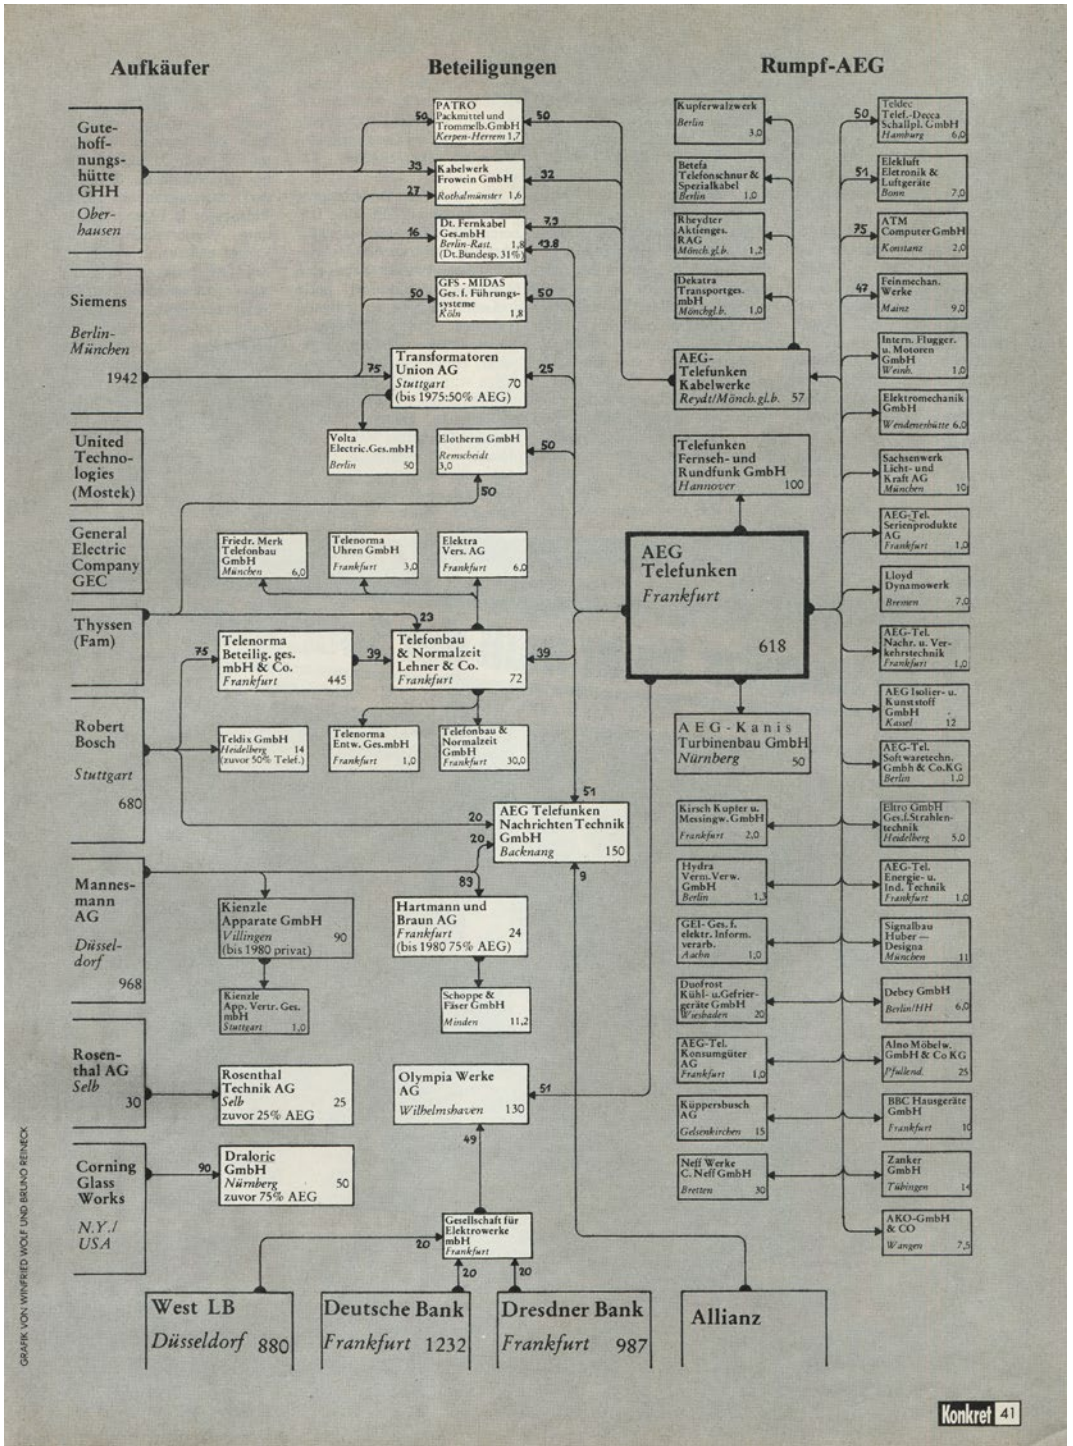 Aufkäufer
Beteiligungen
Rumpf-AEG
Gute-
hoff-
nungs-
hütte
GHH
Ober-
hausen
Siemens
Berlin-
München
1942
United
Techno-
logies
(Mostek)
General
Electric
Company
GEC
Thyssen
(Fam)
Robert
Bosch
Stuttgart
680
Mannes-
mann
AG
Düssel-
dorf
968
Rosen-
thal AG
Selb
30
Corning
Glass
Works
N.Y./
USA
50
PATRO
Packmittel und
Trommelb.GmbH
Kerpen-Herrem 1,7
50
Kabelwerk
Frowein GmbH
Rothalmünster 1,6
27
32
Dt. Fernkabel
Ges.mbH
Berlin-Rast. 1,8
(Dt.Bundesp. 31%)
16
7,3
13.8
GFS - MIDAS
Ges. f. Führungs-
systeme
Köln 1,8
50
50
Transformatoren
Union AG
Stuttgart 70
(bis 1975:50% AEG)
75
25
Volta
Electric.Ges.mbH
Berlin 50
Elotherm GmbH
Remscheidt
3,0
50
50
Friedr. Merk
Telefonbau
GmbH
München 6,0
Telenorma
Uhren GmbH
Frankfurt 3,0
Elektra
Vers. AG
Frankfurt 6,0
23
75
Telenorma
Beteilig. ges.
mbH & Co.
Frankfurt 445
39
Telefonbau
& Normalzeit
Lehner & Co.
Frankfurt 72
39
Teldix GmbH
Heidelberg 14
(zuvor 50% Telef.)
Telenorma
Entw. Ges.mbH
Frankfurt 1,0
Telefonbau &
Normalzeit
GmbH
Frankfurt 30,0
51
20
20
AEG Telefunken
Nachrichten Technik
GmbH
Backnang 150
9
83
Kienzle
Apparate GmbH
Villingen 90
(bis 1980 privat)
Hartmann und
Braun AG
Frankfurt 24
(bis 1980 75% AEG)
Kienzle
App. Vertr. Ges.
mbH
Stuttgart 1,0
Schoppe &
Fäser GmbH
Minden 11,2
Rosenthal
Technik AG
Selb 25
zuvor 25% AEG
Olympia Werke
AG
Wilhelmshaven 130
51
49
90
Draloric
GmbH
Nürnberg 50
zuvor 75% AEG
Gesellschaft für
Elektrowerke
mbH
Frankfurt
20
20
20
West LB
Düsseldorf 880
Deutsche Bank
Frankfurt 1232
Dresdner Bank
Frankfurt 987
Allianz
Kupferwalzwerk
Berlin
3,0
Betefa
Telefonschnur &
Spezialkabel
Berlin 1,0
Rheydter
Aktienges.
RAG
Mönch.gl.b. 1,2
Dekatra
Transportges.
mbH
Mönchgl.b. 1,0
AEG-
Telefunken
Kabelwerke
Reydt/Mönch.gl.b. 57
Telefunken
Fernseh- und
Rundfunk GmbH
Hannover 100
AEG
Telefunken
Frankfurt
618
AEG-Kanis
Turbinenbau GmbH
Nürnberg 50
Kirsch Kupfer u.
Messingw. GmbH
Frankfurt 2,0
Hydra
Verm.Verw.
GmbH
Berlin 1,3
GEI- Ges. f.
elektr. Inform.
verarb.
Aachn 1,0
Duofrost
Kühl- u.Gefrier-
geräte GmbH
Wiesbaden 20
AEG-Tel.
Konsumgüter
AG
Frankfurt 1,0
Küppersbusch
AG
Gelsenkirchen 15
Neff Werke
C. Neff GmbH
Bretten 30
50
Teldec
Telef.-Decca
Schallpl. GmbH
Hamburg 6,0
51
Elekluft
Eletronik &
Luftgeräte
Bonn 7,0
75
ATM
Computer GmbH
Konstanz 2,0
47
Feinmechan.
Werke
Mainz 9,0
Intern. Flugger.
u. Motoren
GmbH
Weinh. 1,0
Elektromechanik
GmbH
Wendenerhütte 6,0
Sachsenwerk
Licht- und
Kraft AG
München 10
AEG-Tel.
Serienprodukte
AG
Frankfurt 1,0
Lloyd
Dynamowerk
Bremen 7,0
AEG-Tel.
Nachr. u. Ver-
kehrstechnik
Frankfurt 1,0
AEG Isolier- u.
Kunststoff
GmbH
Kassel 12
AEG-Tel.
Softwaretechn.
Gmbh & Co.KG
Berlin 1,0
Eltro GmbH
Ges.f.Strahlen-
technik
Heidelberg 5,0
AEG-Tel.
Energie- u.
Ind. Technik
Frankfurt 1,0
Signalbau
Huber —
Designa
München 11
Debey GmbH
Berlin/HH 6,0
Alno Möbelw.
GmbH & Co KG
Pfullend. 25
BBC Hausgeräte
GmbH
Frankfurt 10
Zanker
GmbH
Tübingen 14
AKO-GmbH
& CO
Wangen 7,5
GRAFIK VON WINFRIED WOLF UND BRUNO REINECK
Konkret 41